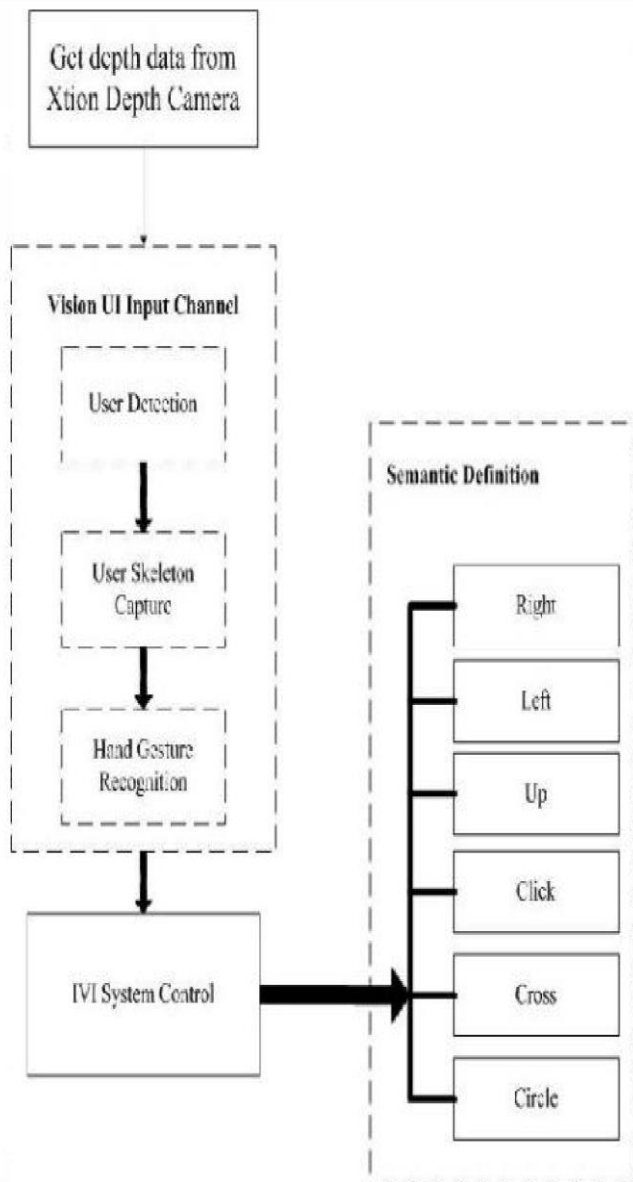 Get depth data from
Xtion Depth Camera
Vision UI Input Channel
User Detection
User Skeleton
Capture
Hand Gesture
Recognition
IVI System Control
Semantic Definition
Right
Left
Up
Click
Cross
Circle